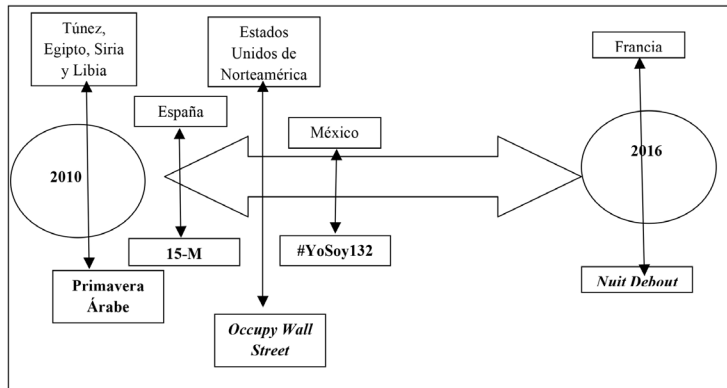 Túnez,
Egipto, Siria
y Libia
Estados
Unidos de
Norteamérica
Francia
España
México
2010
2016
15-M
#YoSoy132
Primavera
Árabe
Nuit Debout
Occupy Wall
Street